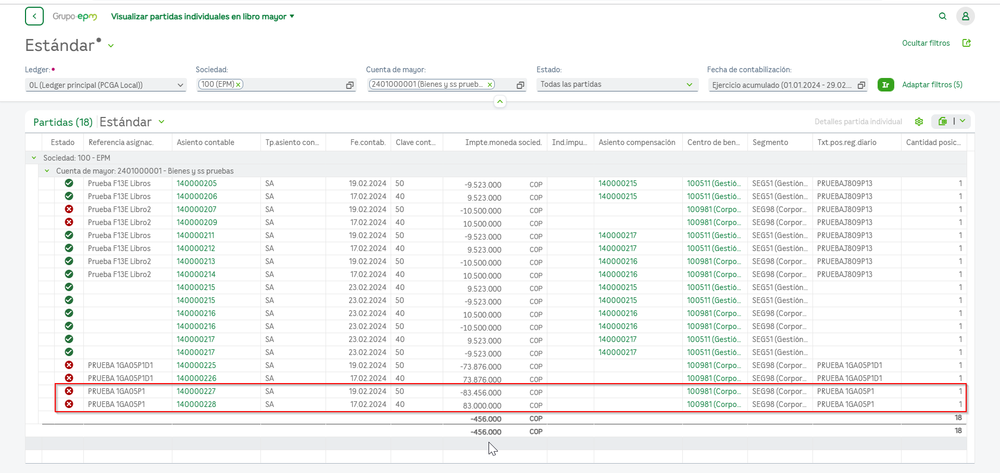 Grupo·epm Visualizar partidas individuales en libro mayor
Estándar
Ocultar filtros
Ledger: Sociedad: Cuenta de mayor: Estado: Fecha de contabilización:
0L (Ledger principal (PCGA Local)) 100 (EPM) 2401000001 (Bienes y ss prueb... Todas las partidas Ejercicio acumulado (01.01.2024 - 29.02.... Ir Adaptar filtros (5)
Partidas (18) Estándar Detalles partida individual
Estado Referencia asignac. Asiento contable Tp.asiento con... Fe.contab. Clave cont... Impte.moneda socied. Ind.impu... Asiento compensación Centro de ben... Segmento Txt.pos.reg.diario Cantidad posic...
Sociedad: 100 - EPM
Cuenta de mayor: 2401000001 - Bienes y ss pruebas
Prueba F13E Libros 140000205 SA 19.02.2024 50 -9.523.000 COP 140000215 100511 (Gestió... SEG51 (Gestión... PRUEBAJ809P13 1
Prueba F13E Libros 140000206 SA 17.02.2024 40 9.523.000 COP 140000215 100511 (Gestió... SEG51 (Gestión... PRUEBAJ809P13 1
Prueba F13E Libro2 140000207 SA 19.02.2024 50 -10.500.000 COP 100981 (Corpo... SEG98 (Corpor... PRUEBAJ809P13 1
Prueba F13E Libro2 140000209 SA 17.02.2024 40 10.500.000 COP 100981 (Corpo... SEG98 (Corpor... PRUEBAJ809P13 1
Prueba F13E Libros 140000211 SA 19.02.2024 50 -9.523.000 COP 140000217 100511 (Gestió... SEG51 (Gestión... PRUEBAJ809P13 1
Prueba F13E Libros 140000212 SA 17.02.2024 40 9.523.000 COP 140000217 100511 (Gestió... SEG51 (Gestión... PRUEBAJ809P13 1
Prueba F13E Libro2 140000213 SA 19.02.2024 50 -10.500.000 COP 140000216 100981 (Corpo... SEG98 (Corpor... PRUEBAJ809P13 1
Prueba F13E Libro2 140000214 SA 17.02.2024 40 10.500.000 COP 140000216 100981 (Corpo... SEG98 (Corpor... PRUEBAJ809P13 1
140000215 SA 23.02.2024 40 9.523.000 COP 140000215 100511 (Gestió... SEG51 (Gestión... 1
140000215 SA 23.02.2024 50 -9.523.000 COP 140000215 100511 (Gestió... SEG51 (Gestión... 1
140000216 SA 23.02.2024 40 10.500.000 COP 140000216 100981 (Corpo... SEG98 (Corpor... 1
140000216 SA 23.02.2024 50 -10.500.000 COP 140000216 100981 (Corpo... SEG98 (Corpor... 1
140000217 SA 23.02.2024 40 9.523.000 COP 140000217 100511 (Gestió... SEG51 (Gestión... 1
140000217 SA 23.02.2024 50 -9.523.000 COP 140000217 100511 (Gestió... SEG51 (Gestión... 1
PRUEBA 1GA05P1D1 140000225 SA 19.02.2024 50 -73.876.000 COP 100981 (Corpo... SEG98 (Corpor... PRUEBA 1GA05P1D1 1
PRUEBA 1GA05P1D1 140000226 SA 17.02.2024 40 73.876.000 COP 100981 (Corpo... SEG98 (Corpor... PRUEBA 1GA05P1D1 1
PRUEBA 1GA05P1 140000227 SA 19.02.2024 50 -83.456.000 COP 100981 (Corpo... SEG98 (Corpor... PRUEBA 1GA05P1 1
PRUEBA 1GA05P1 140000228 SA 17.02.2024 40 83.000.000 COP 100981 (Corpo... SEG98 (Corpor... PRUEBA 1GA05P1 1
-456.000 COP 18
-456.000 COP 18